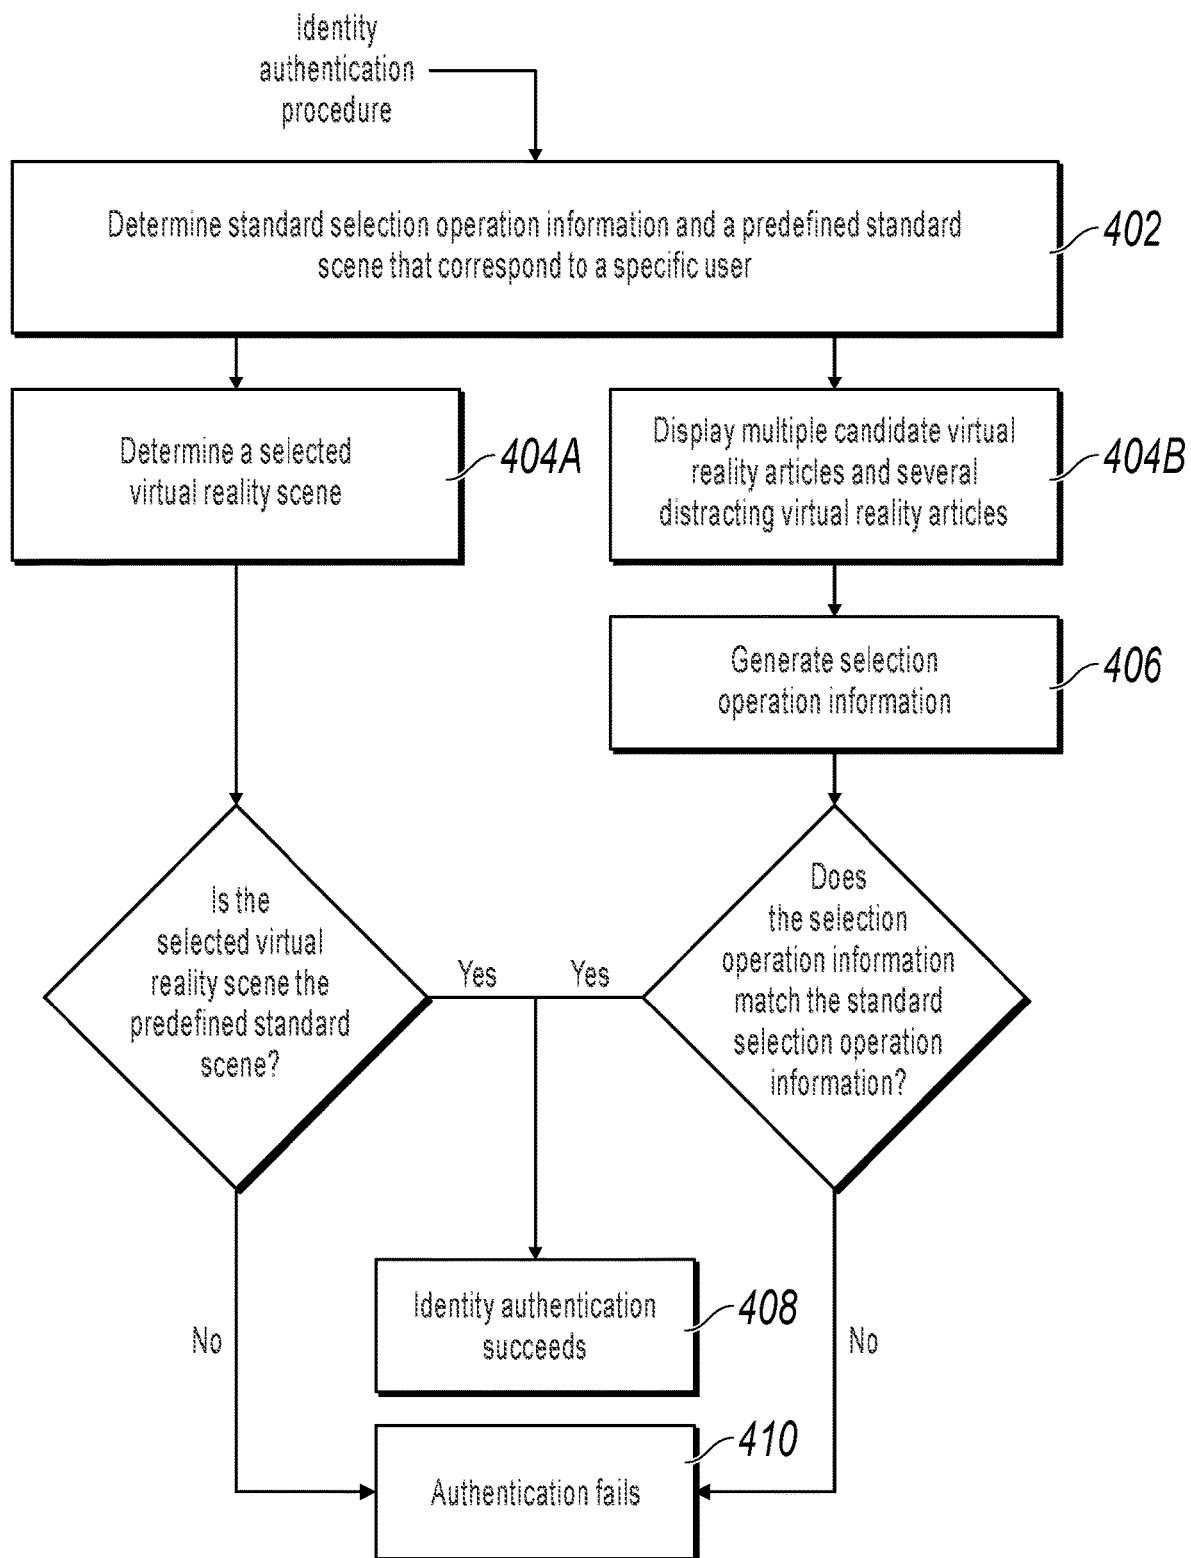 Identity
authentication
procedure
Determine standard selection operation information and a predefined standard
scene that correspond to a specific user
402
Determine a selected
virtual reality scene
404A
Display multiple candidate virtual
reality articles and several
distracting virtual reality articles
404B
Generate selection
operation information
406
Is the
selected virtual
reality scene the
predefined standard
scene?
Yes
Yes
Does
the selection
operation information
match the standard
selection operation
information?
Identity authentication
succeeds
408
No
No
Authentication fails
410